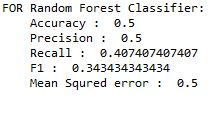 FOR Random Forest Classifier:
Accuracy :  0.5
Precision :  0.5
Recall :  0.407407407407
F1 :  0.343434343434
Mean Squred error :  0.5